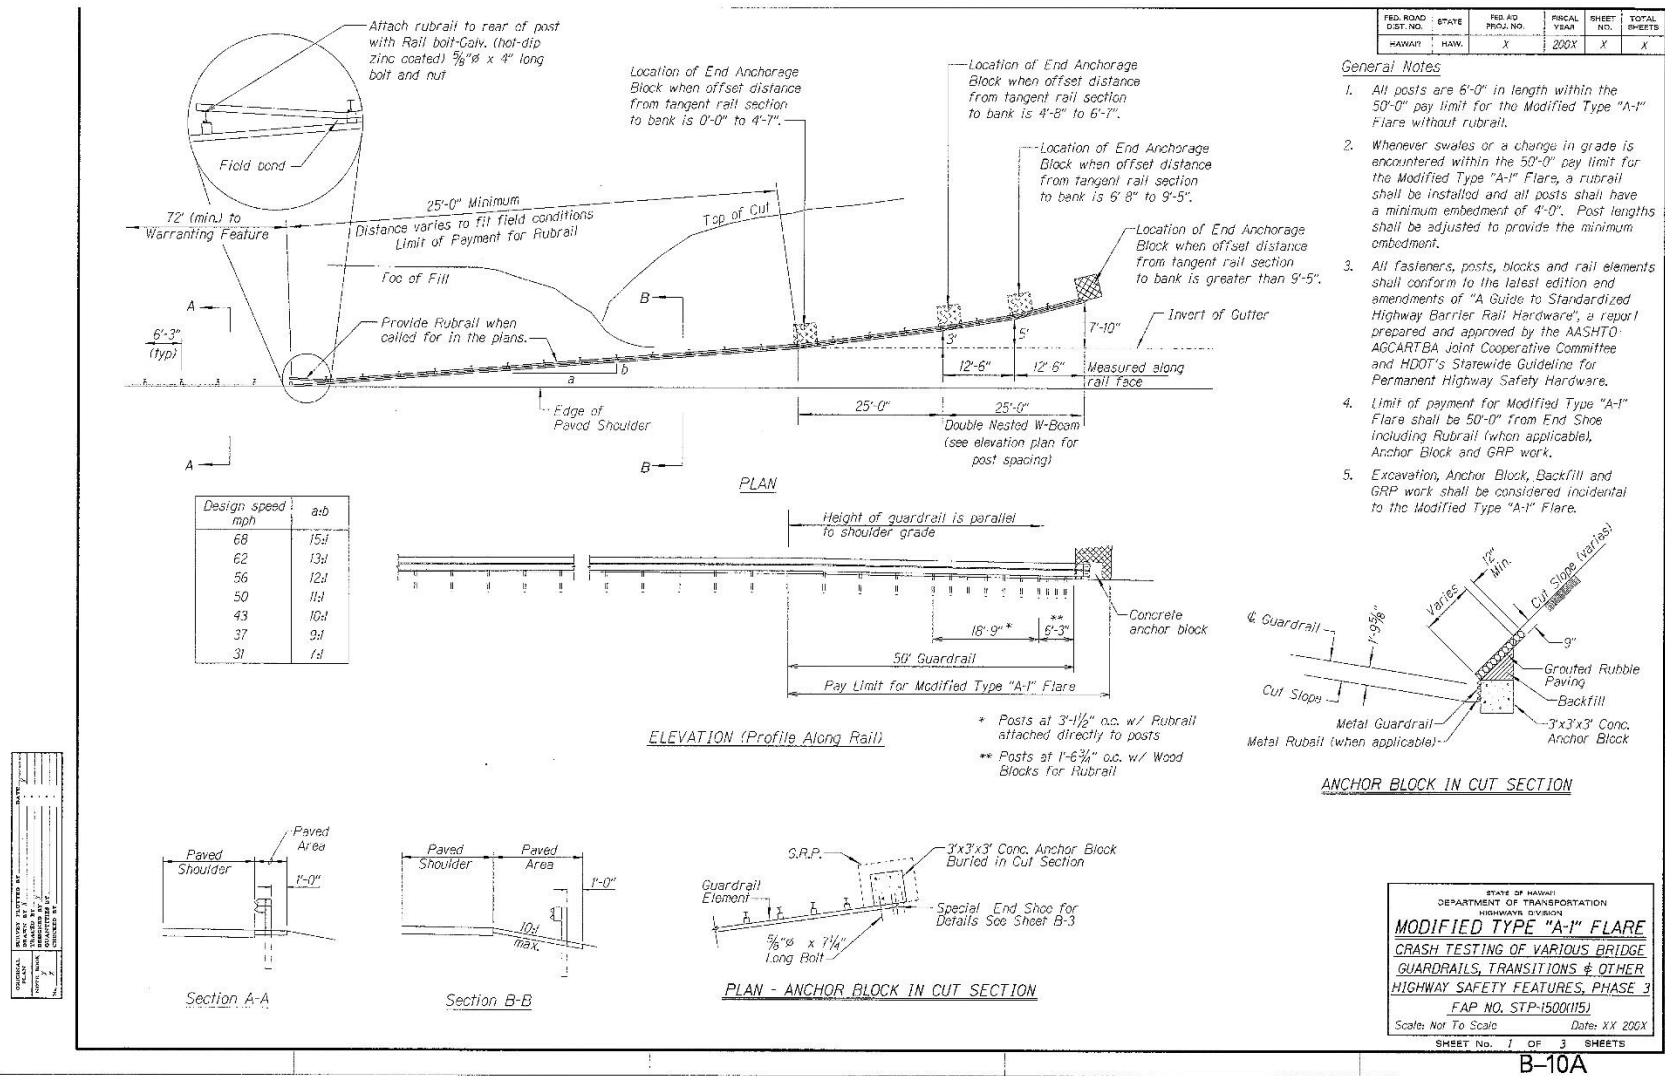 Attach rubrail to rear of post
with Rail bolt-Galv. (hot-dip
zinc coated) 5/8"ø x 4" long
bolt and nut
Field bend
Location of End Anchorage
Block when offset distance
from tangent rail section
to bank is 0'-0" to 4'-7".
Location of End Anchorage
Block when offset distance
from tangent rail section
to bank is 4'-8" to 6'-7".
Location of End Anchorage
Block when offset distance
from tangent rail section
to bank is 6'8" to 9'-5".
Location of End Anchorage
Block when offset distance
from tangent rail section
to bank is greater than 9'-5".
72' (min.) to
Warranting Feature
25'-0" Minimum
Distance varies to fit field conditions
Limit of Payment for Rubrail
Top of Cut
Toe of Fill
A
B
6'-3"
(typ)
Provide Rubrail when
called for in the plans.
a
b
3'
5'
7'-10"
Invert of Gutter
12'-6"
12'-6"
Measured along
rail face
25'-0"
25'-0"
Double Nested W-Beam
(see elevation plan for
post spacing)
Edge of
Paved Shoulder
A
B
PLAN
FED. ROAD DIST. NO. STATE FED. AID PROJ. NO. FISCAL YEAR SHEET NO. TOTAL SHEETS
HAWAII HAW. X 200X X X
General Notes
1. All posts are 6'-0" in length within the
50'-0" pay limit for the Modified Type "A-1"
Flare without rubrail.
2. Whenever swales or a change in grade is
encountered within the 50'-0" pay limit for
the Modified Type "A-1" Flare, a rubrail
shall be installed and all posts shall have
a minimum embedment of 4'-0". Post lengths
shall be adjusted to provide the minimum
embedment.
3. All fasteners, posts, blocks and rail elements
shall conform to the latest edition and
amendments of "A Guide to Standardized
Highway Barrier Rail Hardware", a report
prepared and approved by the AASHTO-
AGCARTBA Joint Cooperative Committee
and HDOT's Statewide Guideline for
Permanent Highway Safety Hardware.
4. Limit of payment for Modified Type "A-1"
Flare shall be 50'-0" from End Shoe
including Rubrail (when applicable),
Anchor Block and GRP work.
5. Excavation, Anchor Block, Backfill and
GRP work shall be considered incidental
to the Modified Type "A-1" Flare.
Design speed mph a:b
68 15:1
62 13:1
56 12:1
50 11:1
43 10:1
37 9:1
31 7:1
Height of guardrail is parallel
to shoulder grade
18'-9" *
**
6'-3"
50' Guardrail
Pay Limit for Modified Type "A-1" Flare
Concrete
anchor block
* Posts at 3'-1½" o.c. w/ Rubrail
attached directly to posts
** Posts at 1'-6¾" o.c. w/ Wood
Blocks for Rubrail
ELEVATION (Profile Along Rail)
12"
Min.
Varies
Cut Slope (varies)
℄ Guardrail
1'-9⅝"
9"
Cut Slope
Grouted Rubble
Paving
Backfill
Metal Guardrail
Metal Rubail (when applicable)
3'x3'x3' Conc.
Anchor Block
ANCHOR BLOCK IN CUT SECTION
Paved
Shoulder
Paved
Area
1'-0"
Section A-A
Paved
Shoulder
Paved
Area
1'-0"
10:1
max.
Section B-B
G.R.P.
3'x3'x3' Conc. Anchor Block
Buried in Cut Section
Guardrail
Element
Special End Shoe for
Details See Sheet B-3
5/8"ø x 7¼"
Long Bolt
PLAN - ANCHOR BLOCK IN CUT SECTION
STATE OF HAWAII
DEPARTMENT OF TRANSPORTATION
HIGHWAYS DIVISION
MODIFIED TYPE "A-1" FLARE
CRASH TESTING OF VARIOUS BRIDGE
GUARDRAILS, TRANSITIONS & OTHER
HIGHWAY SAFETY FEATURES, PHASE 3
FAP NO. STP-1500(115)
Scale: Not To Scale Date: XX 200X
SHEET No. 1 OF 3 SHEETS
B-10A